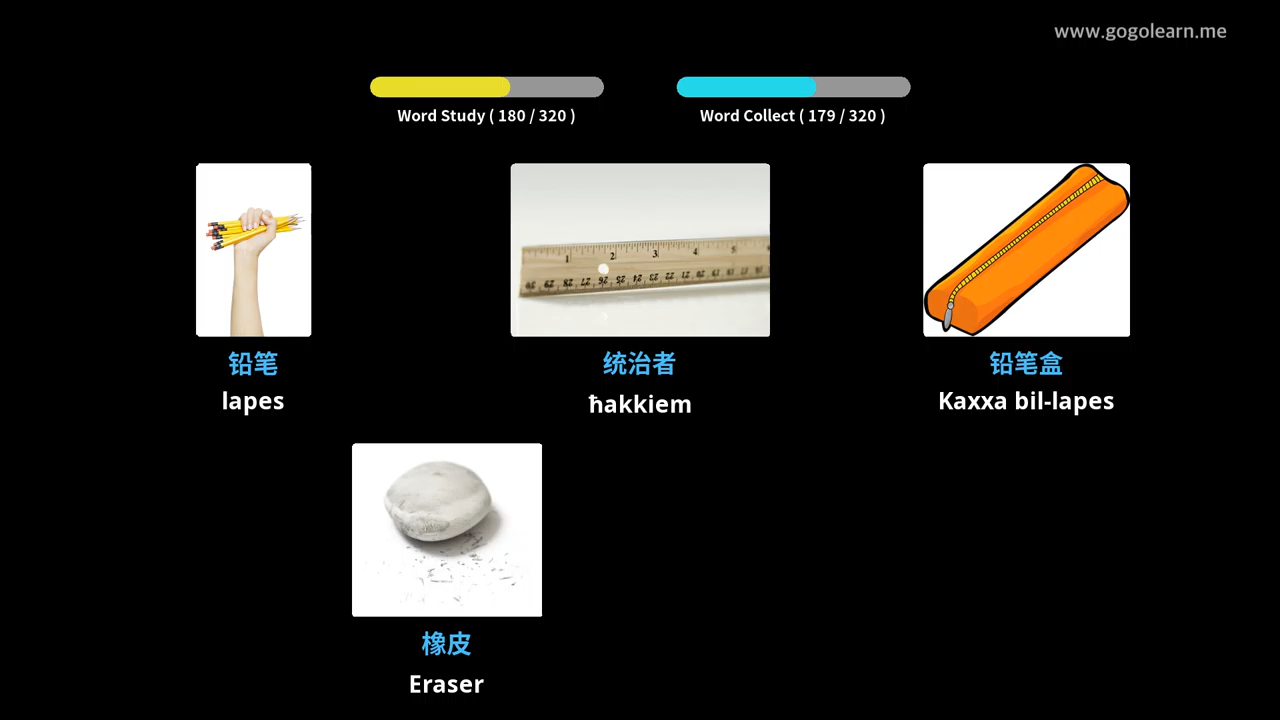 www.gogolearn.me
Word Study ( 180 / 320 )
Word Collect ( 179 / 320 )
铅笔
lapes
统治者
ħakkiem
铅笔盒
Kaxxa bil-lapes
橡皮
Eraser